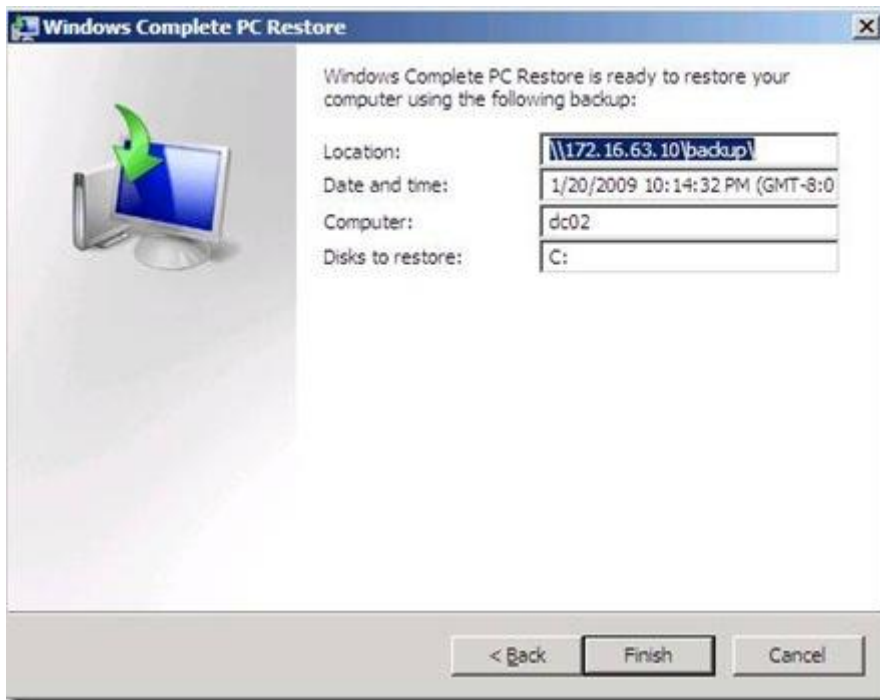 Windows Complete PC Restore
Windows Complete PC Restore is ready to restore your
computer using the following backup:
Location: \\172.16.63.10\backup\
Date and time: 1/20/2009 10:14:32 PM (GMT-8:0
Computer: dc02
Disks to restore: C:
< Back Finish Cancel